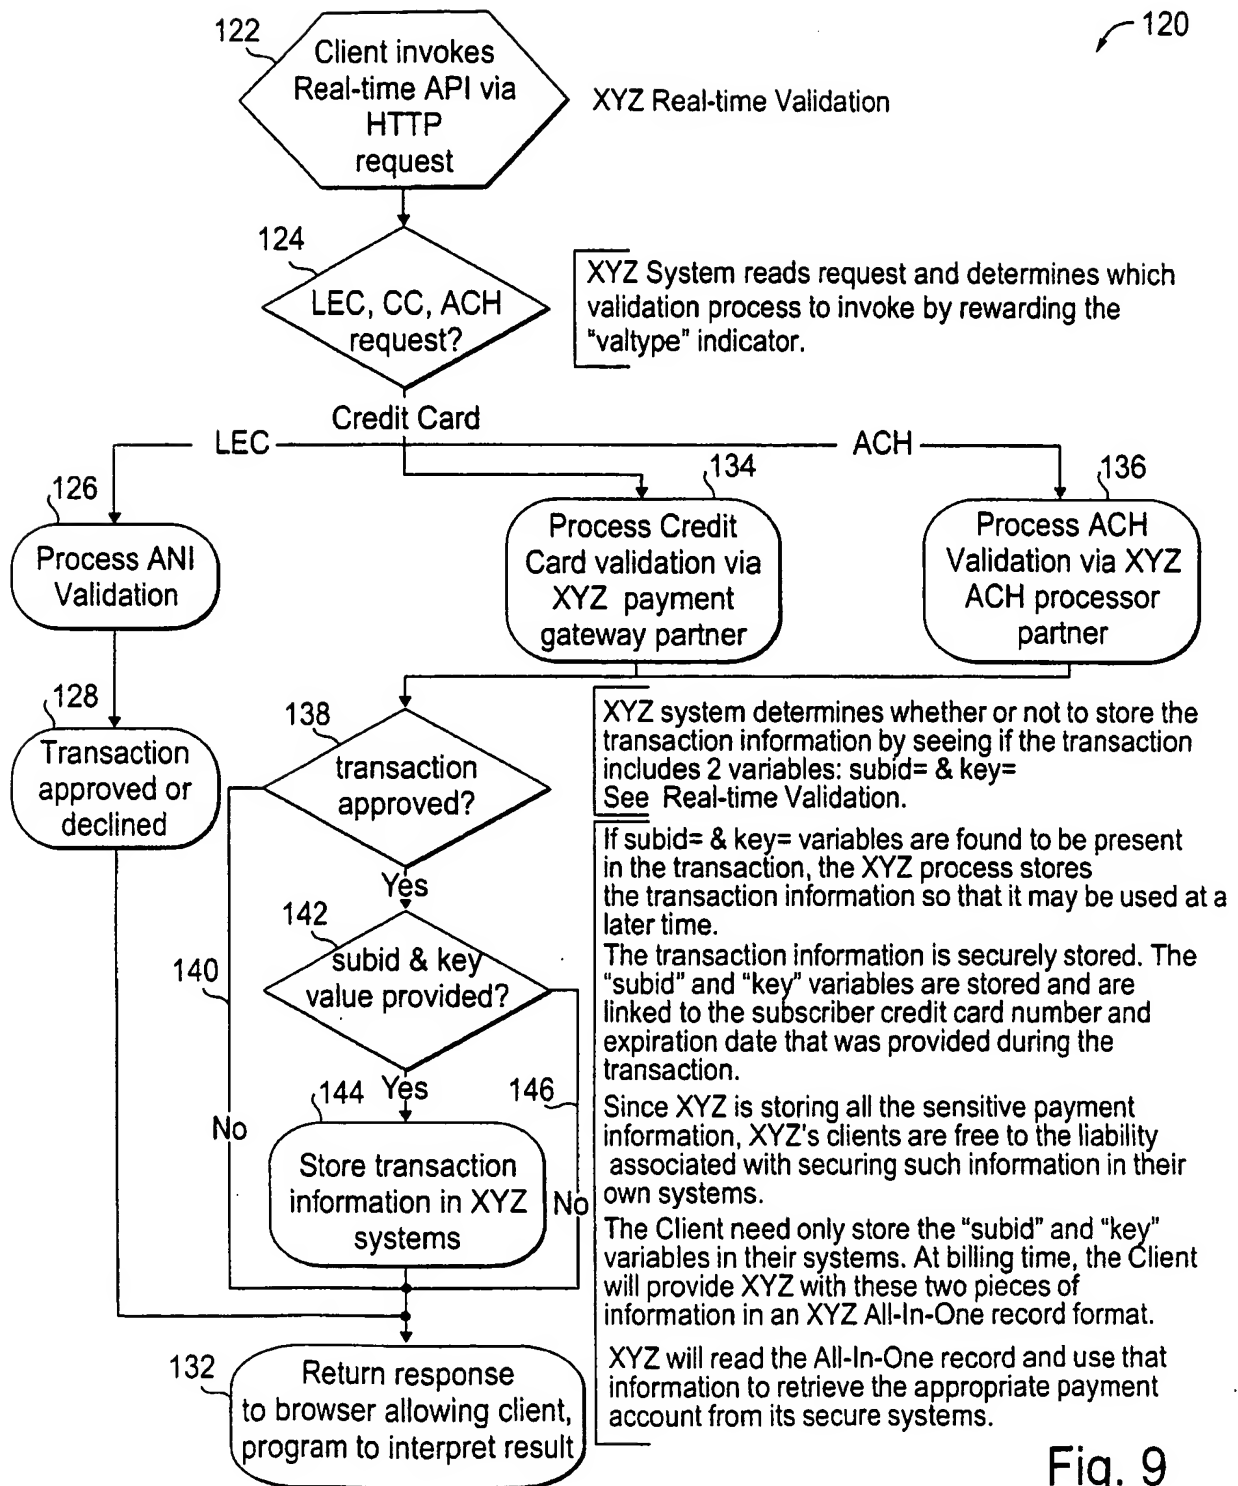 120
122
Client invokes
Real-time API via
HTTP
request
XYZ Real-time Validation
124
LEC, CC, ACH
request?
XYZ System reads request and determines which
validation process to invoke by rewarding the
"valtype" indicator.
Credit Card
LEC
ACH
126
Process ANI
Validation
134
Process Credit
Card validation via
XYZ payment
gateway partner
136
Process ACH
Validation via XYZ
ACH processor
partner
128
Transaction
approved or
declined
138
transaction
approved?
XYZ system determines whether or not to store the
transaction information by seeing if the transaction
includes 2 variables: subid= & key=
See Real-time Validation.
Yes
142
subid & key
value provided?
140
If subid= & key= variables are found to be present
in the transaction, the XYZ process stores
the transaction information so that it may be used at a
later time.
The transaction information is securely stored. The
"subid" and "key" variables are stored and are
linked to the subscriber credit card number and
expiration date that was provided during the
transaction.
Yes
146
144
No
Store transaction
information in XYZ
systems
No
Since XYZ is storing all the sensitive payment
information, XYZ's clients are free to the liability
associated with securing such information in their
own systems.
The Client need only store the "subid" and "key"
variables in their systems. At billing time, the Client
will provide XYZ with these two pieces of
information in an XYZ All-In-One record format.
XYZ will read the All-In-One record and use that
information to retrieve the appropriate payment
account from its secure systems.
132
Return response
to browser allowing client,
program to interpret result
Fig. 9